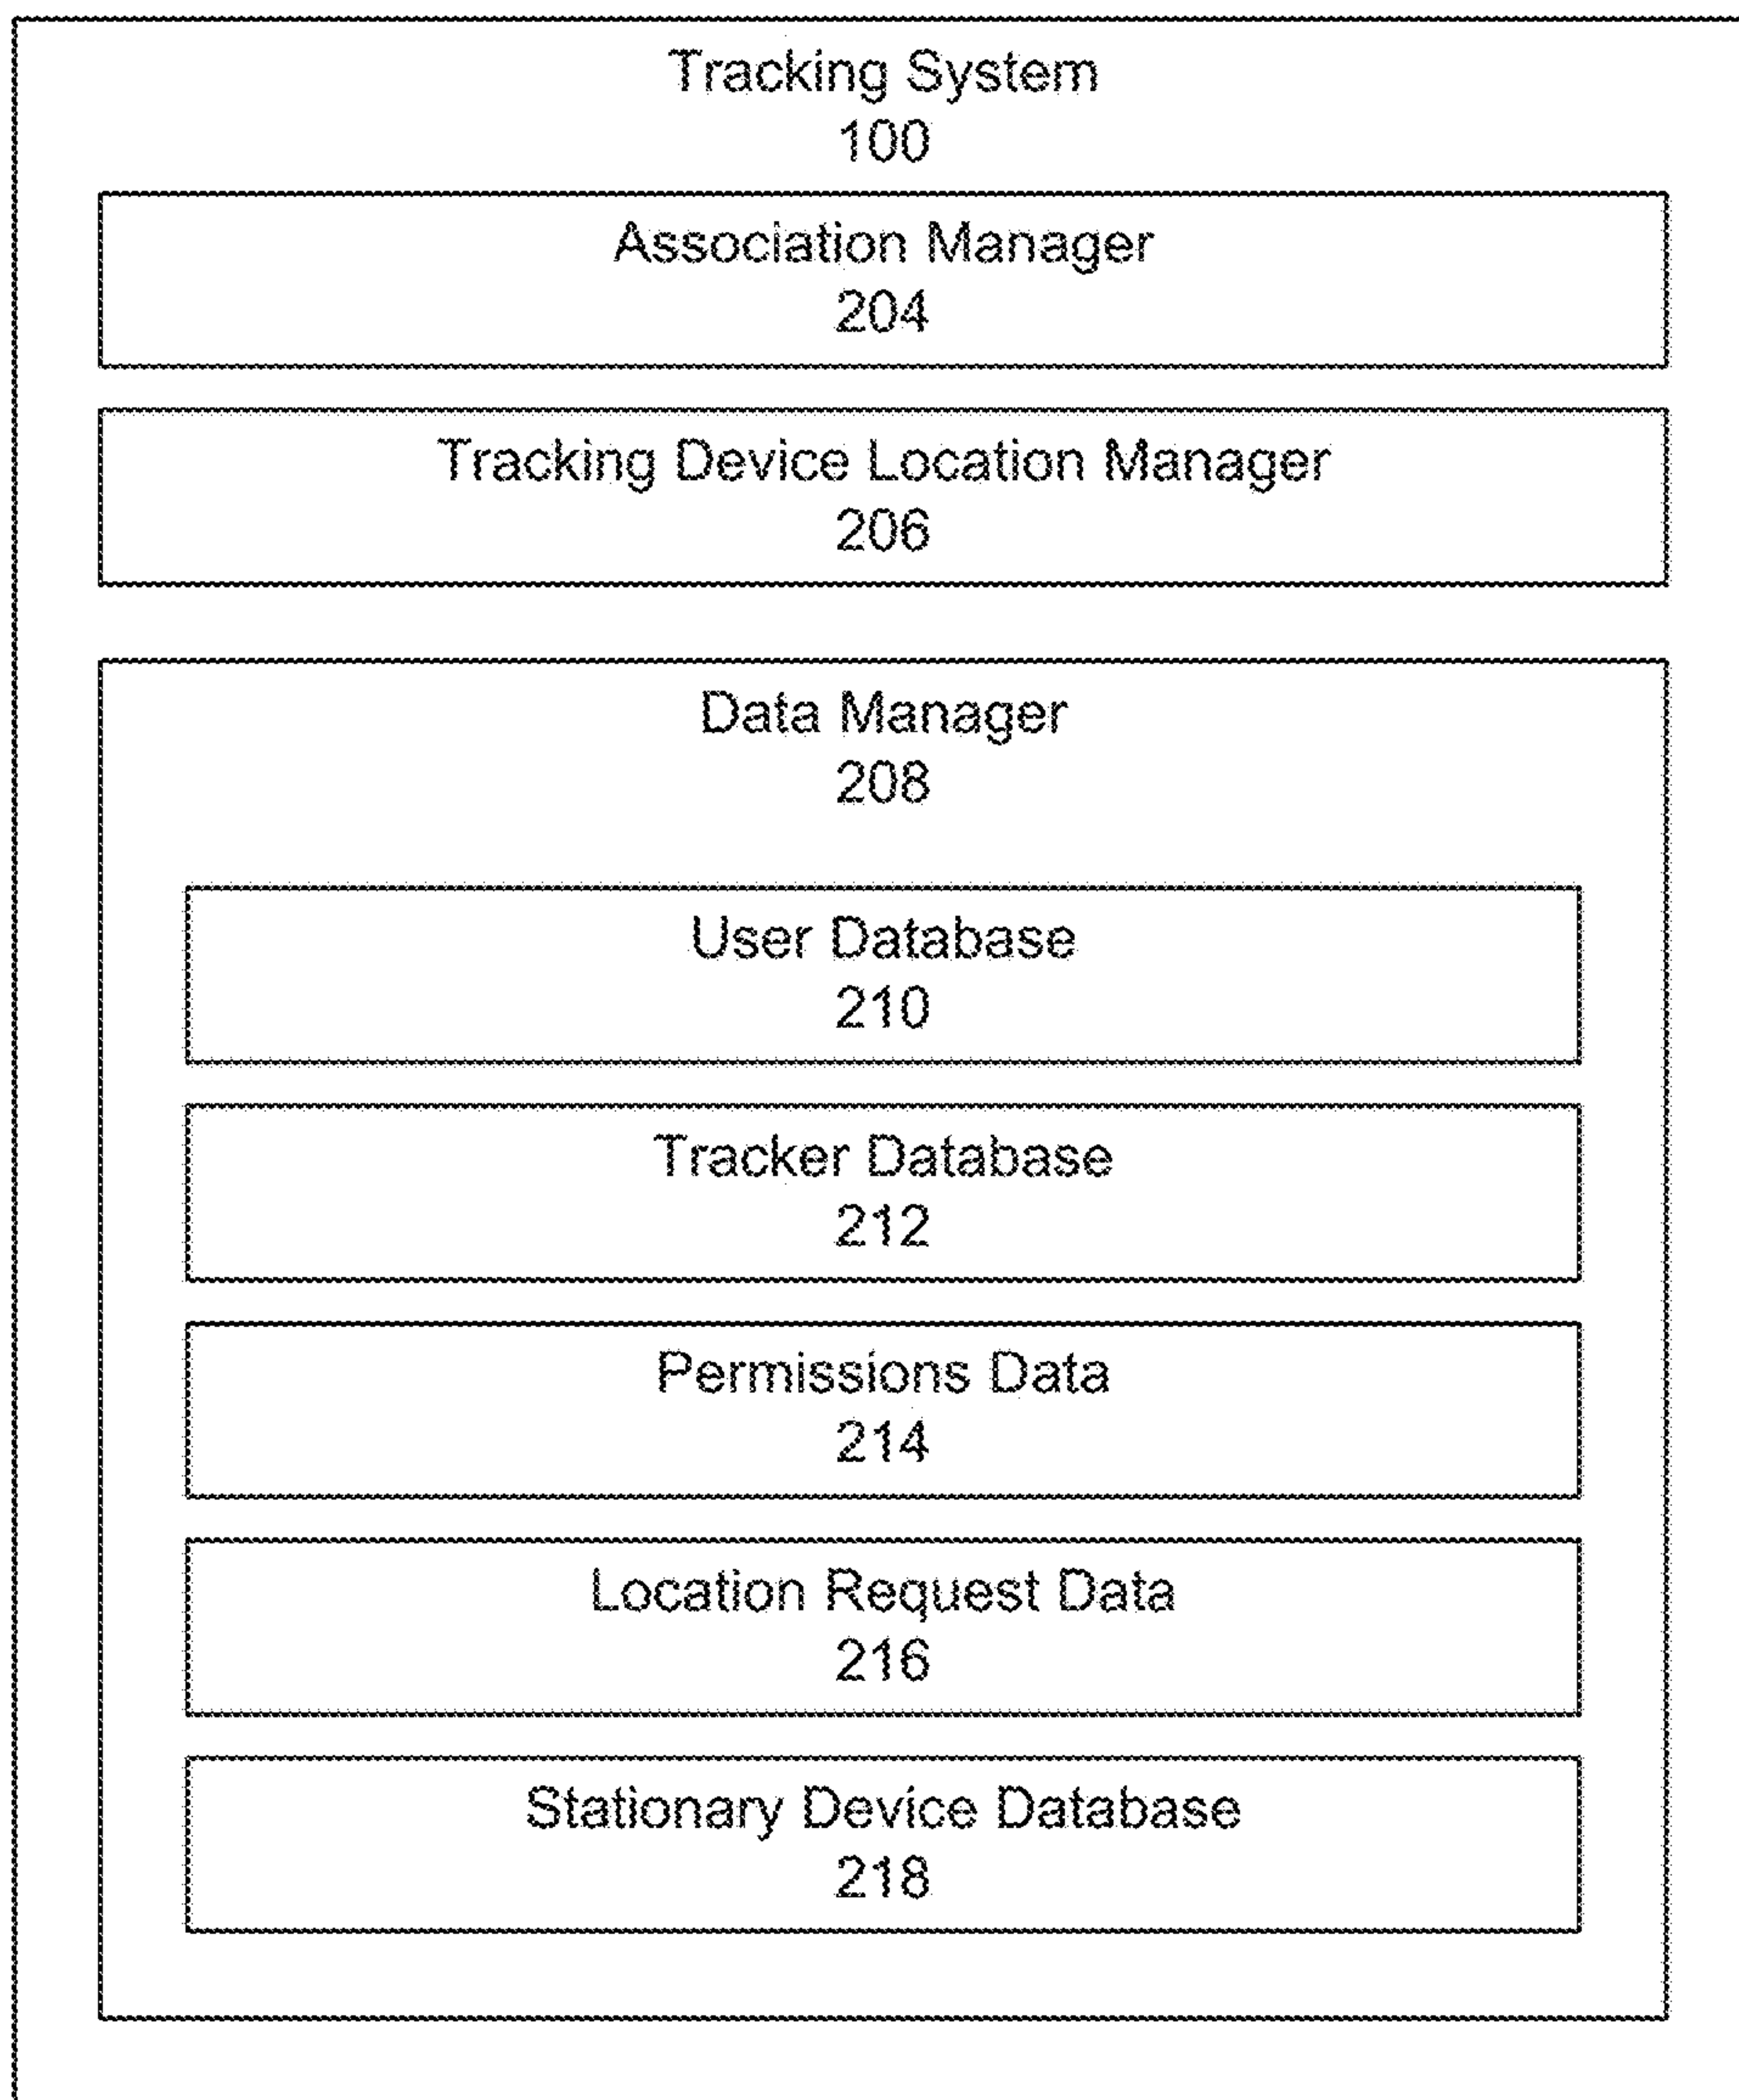 Tracking System
100
Association Manager
204
Tracking Device Location Manager
206
Data Manager
208
User Database
210
Tracker Database
212
Permissions Data
214
Location Request Data
216
Stationary Device Database
218